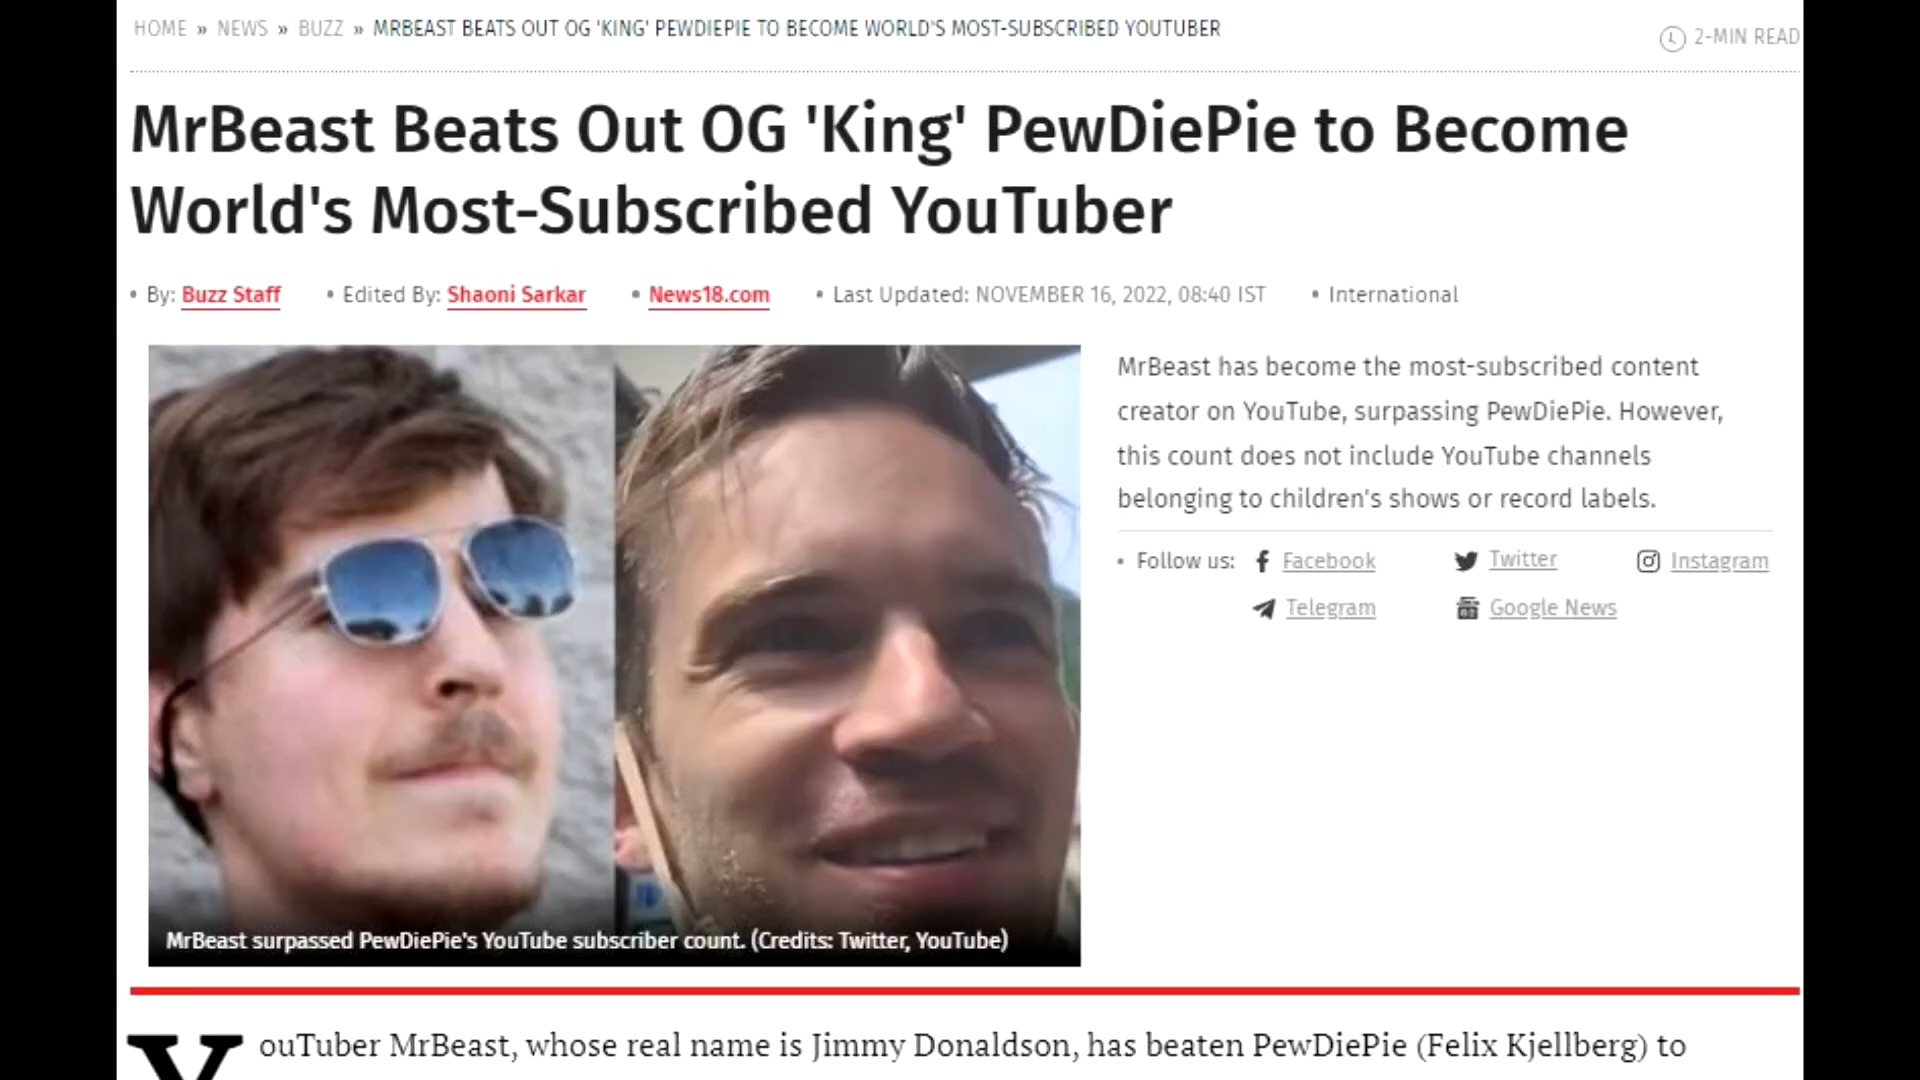 HOME » NEWS » BUZZ » MRBEAST BEATS OUT OG 'KING' PEWDIEPIE TO BECOME WORLD'S MOST-SUBSCRIBED YOUTUBER
2-MIN READ
MrBeast Beats Out OG 'King' PewDiePie to Become
World's Most-Subscribed YouTuber
• By: Buzz Staff • Edited By: Shaoni Sarkar • News18.com • Last Updated: NOVEMBER 16, 2022, 08:40 IST • International
MrBeast has become the most-subscribed content
creator on YouTube, surpassing PewDiePie. However,
this count does not include YouTube channels
belonging to children's shows or record labels.
• Follow us: Facebook Twitter Instagram
Telegram Google News
MrBeast surpassed PewDiePie's YouTube subscriber count. (Credits: Twitter, YouTube)
YouTuber MrBeast, whose real name is Jimmy Donaldson, has beaten PewDiePie (Felix Kjellberg) to